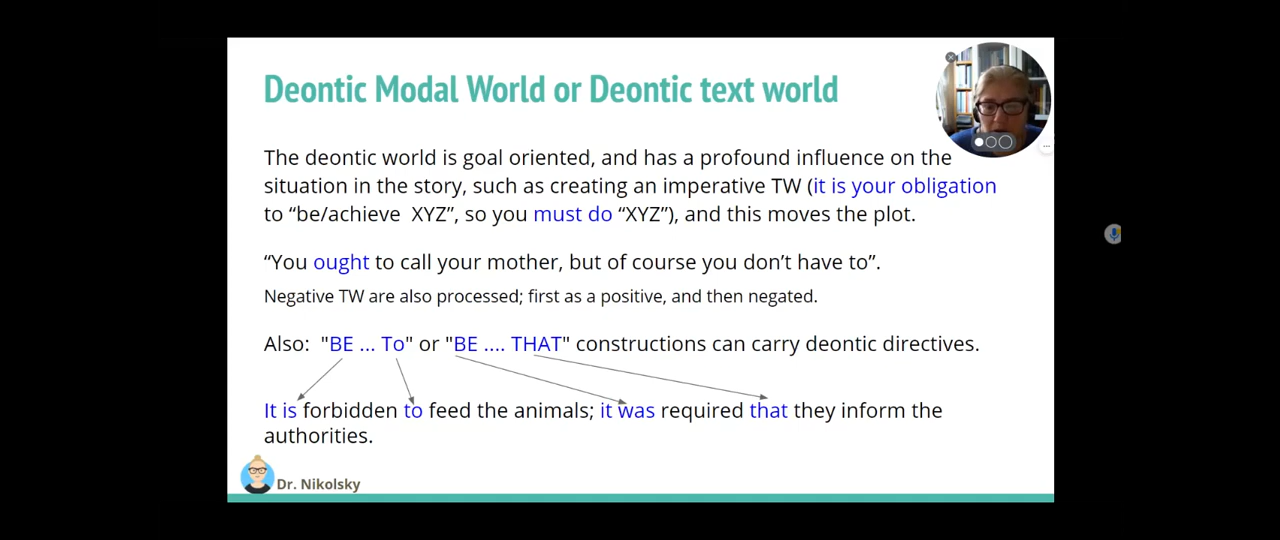 Deontic Modal World or Deontic text world
The deontic world is goal oriented, and has a profound influence on the
situation in the story, such as creating an imperative TW (it is your obligation
to “be/achieve XYZ”, so you must do “XYZ”), and this moves the plot.
“You ought to call your mother, but of course you don’t have to”.
Negative TW are also processed; first as a positive, and then negated.
Also: "BE ... To" or "BE .... THAT" constructions can carry deontic directives.
It is forbidden to feed the animals; it was required that they inform the
authorities.
Dr. Nikolsky